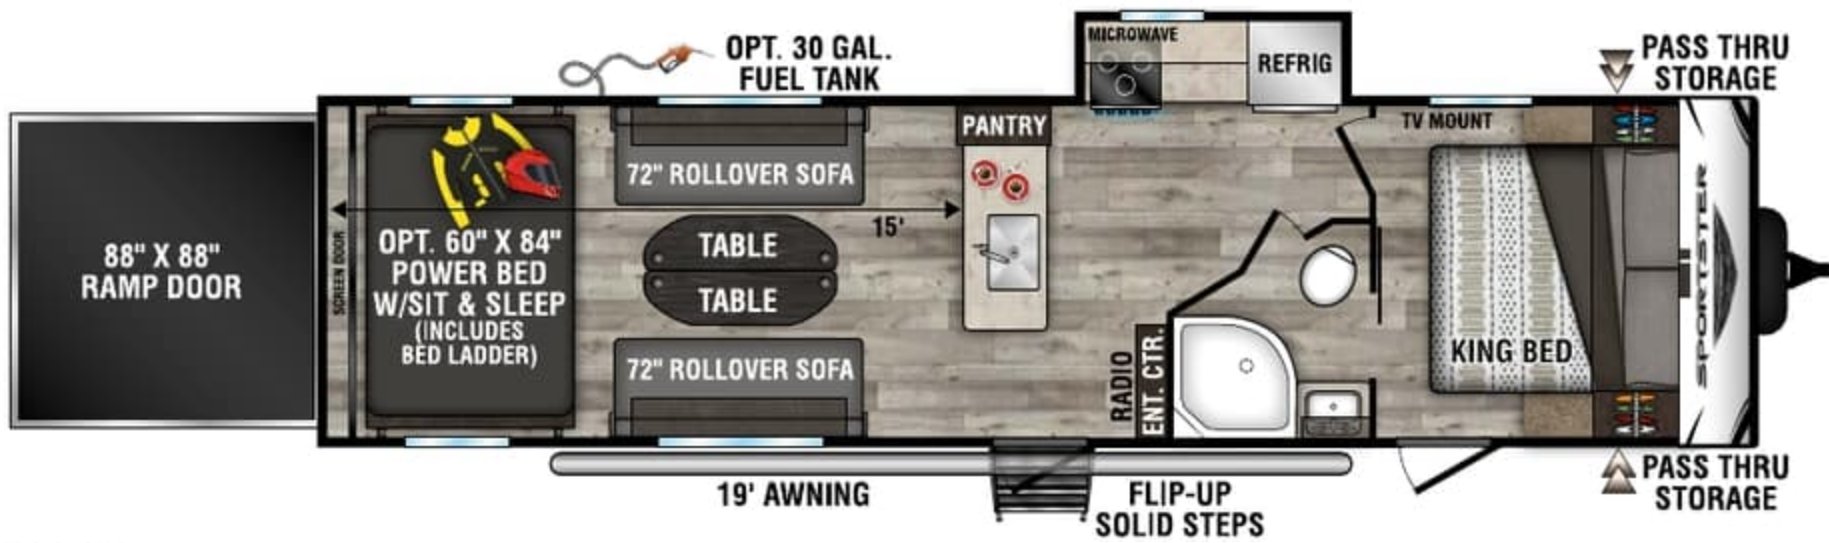 OPT. 30 GAL.
FUEL TANK
MICROWAVE
REFRIG
PASS THRU
STORAGE
PANTRY
TV MOUNT
72" ROLLOVER SOFA
88" X 88"
RAMP DOOR
SCREEN DOOR
OPT. 60" X 84"
POWER BED
W/SIT & SLEEP
(INCLUDES
BED LADDER)
15'
TABLE
TABLE
72" ROLLOVER SOFA
RADIO
ENT. CTR.
KING BED
SPORTSTER
19' AWNING
FLIP-UP
SOLID STEPS
PASS THRU
STORAGE